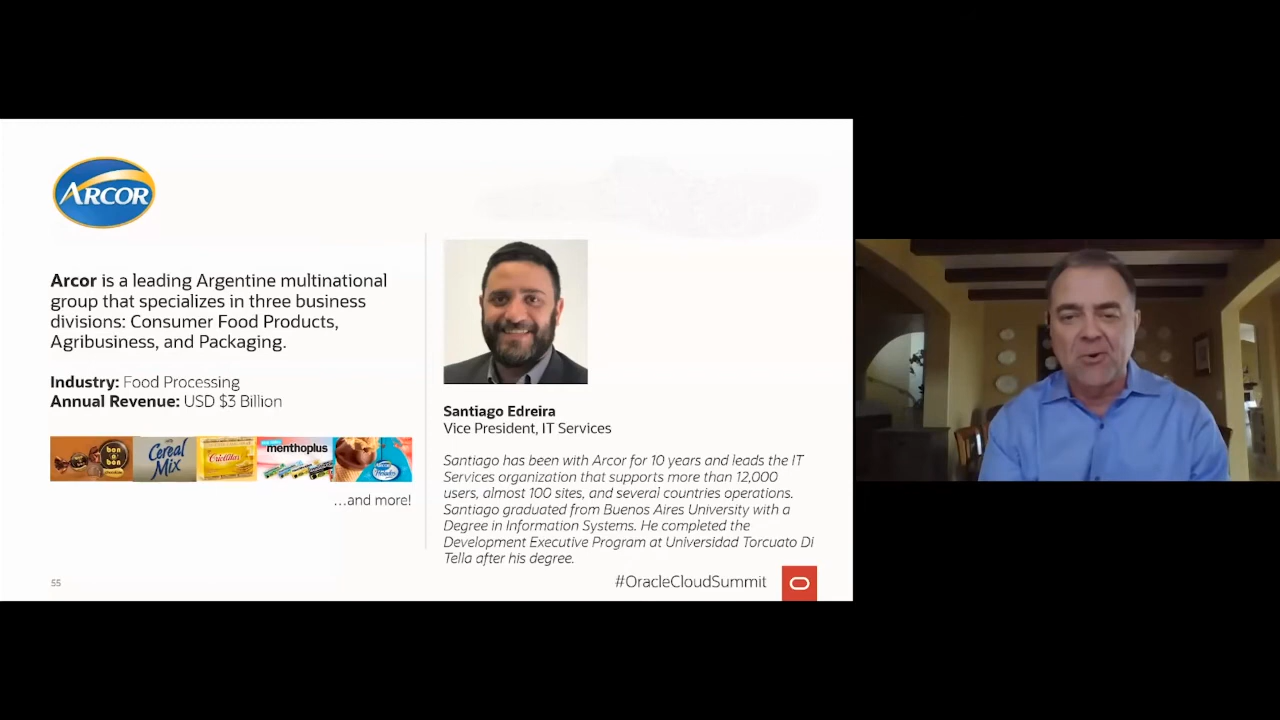 ARCOR
Arcor is a leading Argentine multinational
group that specializes in three business
divisions: Consumer Food Products,
Agribusiness, and Packaging.
Industry: Food Processing
Annual Revenue: USD $3 Billion
bon
o
bon
Cereal
Mix
menthoplus
ARCOR
…and more!
Santiago Edreira
Vice President, IT Services
Santiago has been with Arcor for 10 years and leads the IT
Services organization that supports more than 12,000
users, almost 100 sites, and several countries operations.
Santiago graduated from Buenos Aires University with a
Degree in Information Systems. He completed the
Development Executive Program at Universidad Torcuato Di
Tella after his degree.
55
#OracleCloudSummit